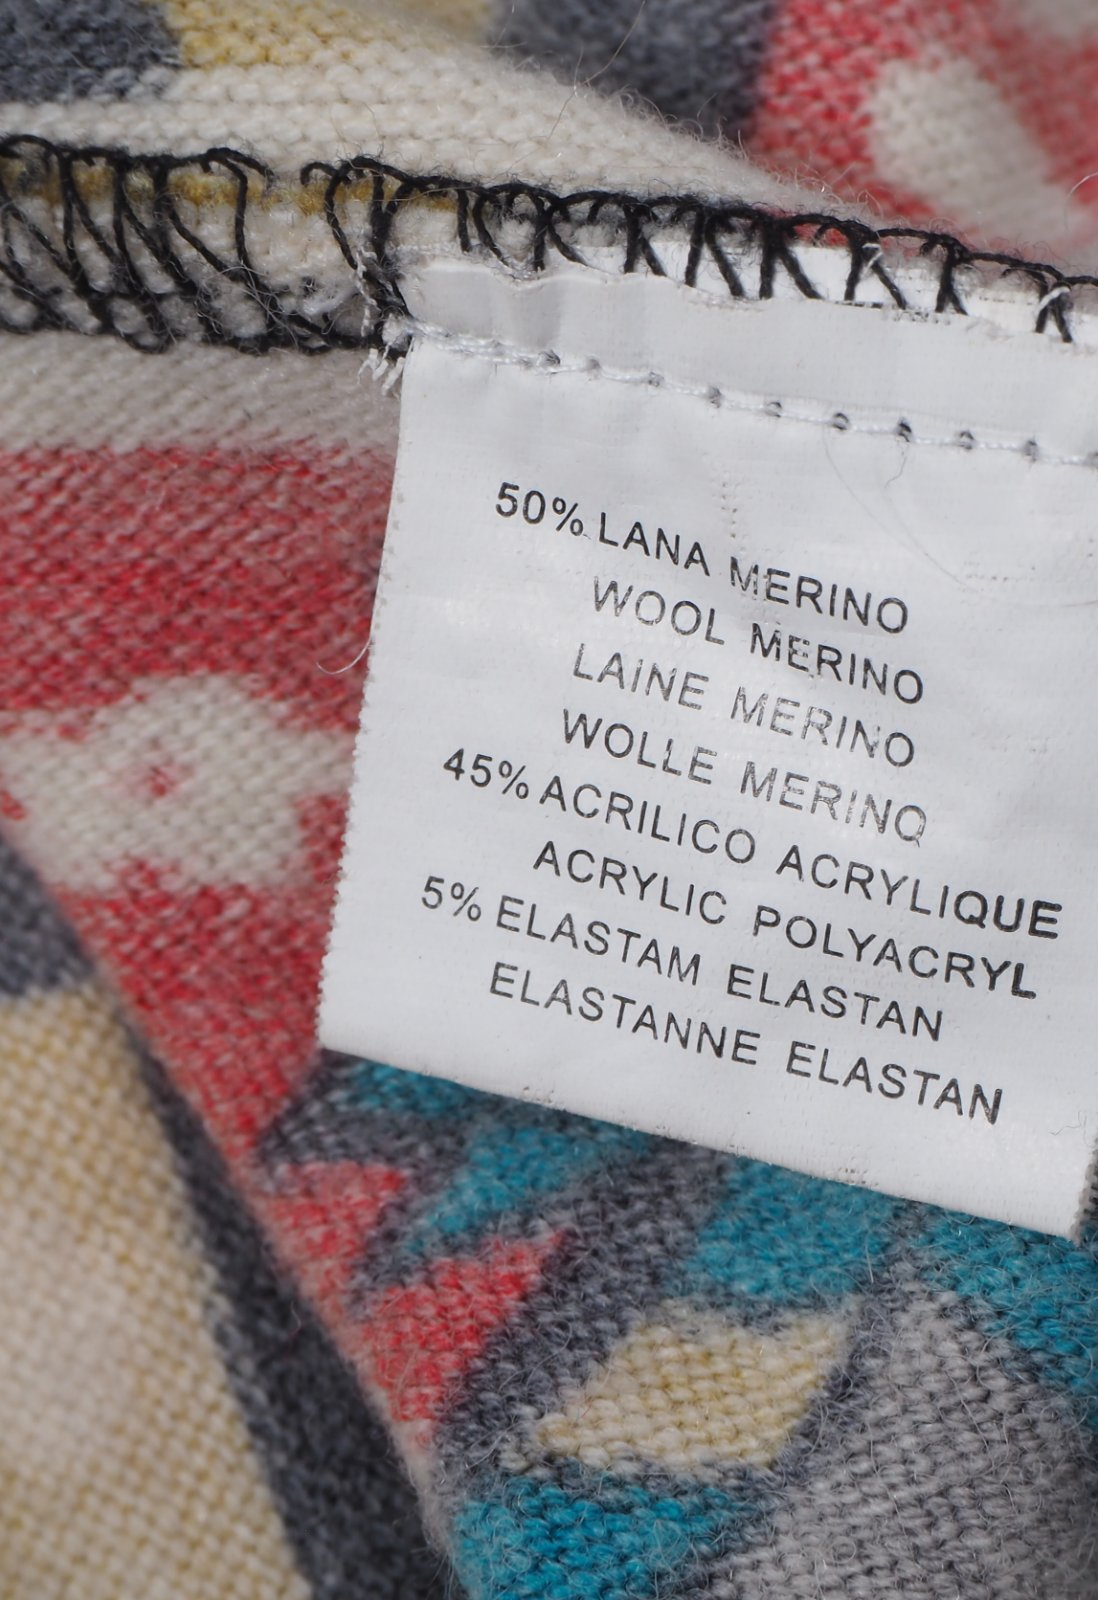 50% LANA MERINO
WOOL MERINO
LAINE MERINO
WOLLE MERINO
45% ACRILICO ACRYLIQUE
ACRYLIC POLYACRYL
5% ELASTAM ELASTAN
ELASTANNE ELASTAN